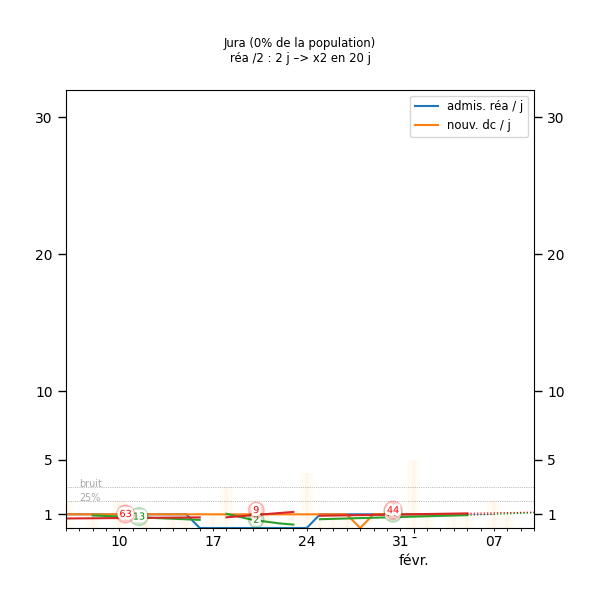 Jura (0% de la population)
réa /2 : 2 j –> x2 en 20 j
admis. réa / j
nouv. dc / j
30 30
20 20
10 10
5 5
bruit
25%
1 1
63 13 9 2 44
10 17 24 31 07
févr.